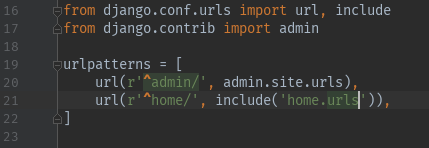 16 from django.conf.urls import url, include
17 from django.contrib import admin
18
19 urlpatterns = [
20     url(r'^admin/', admin.site.urls),
21     url(r'^home/', include('home.urls')),
22 ]
23